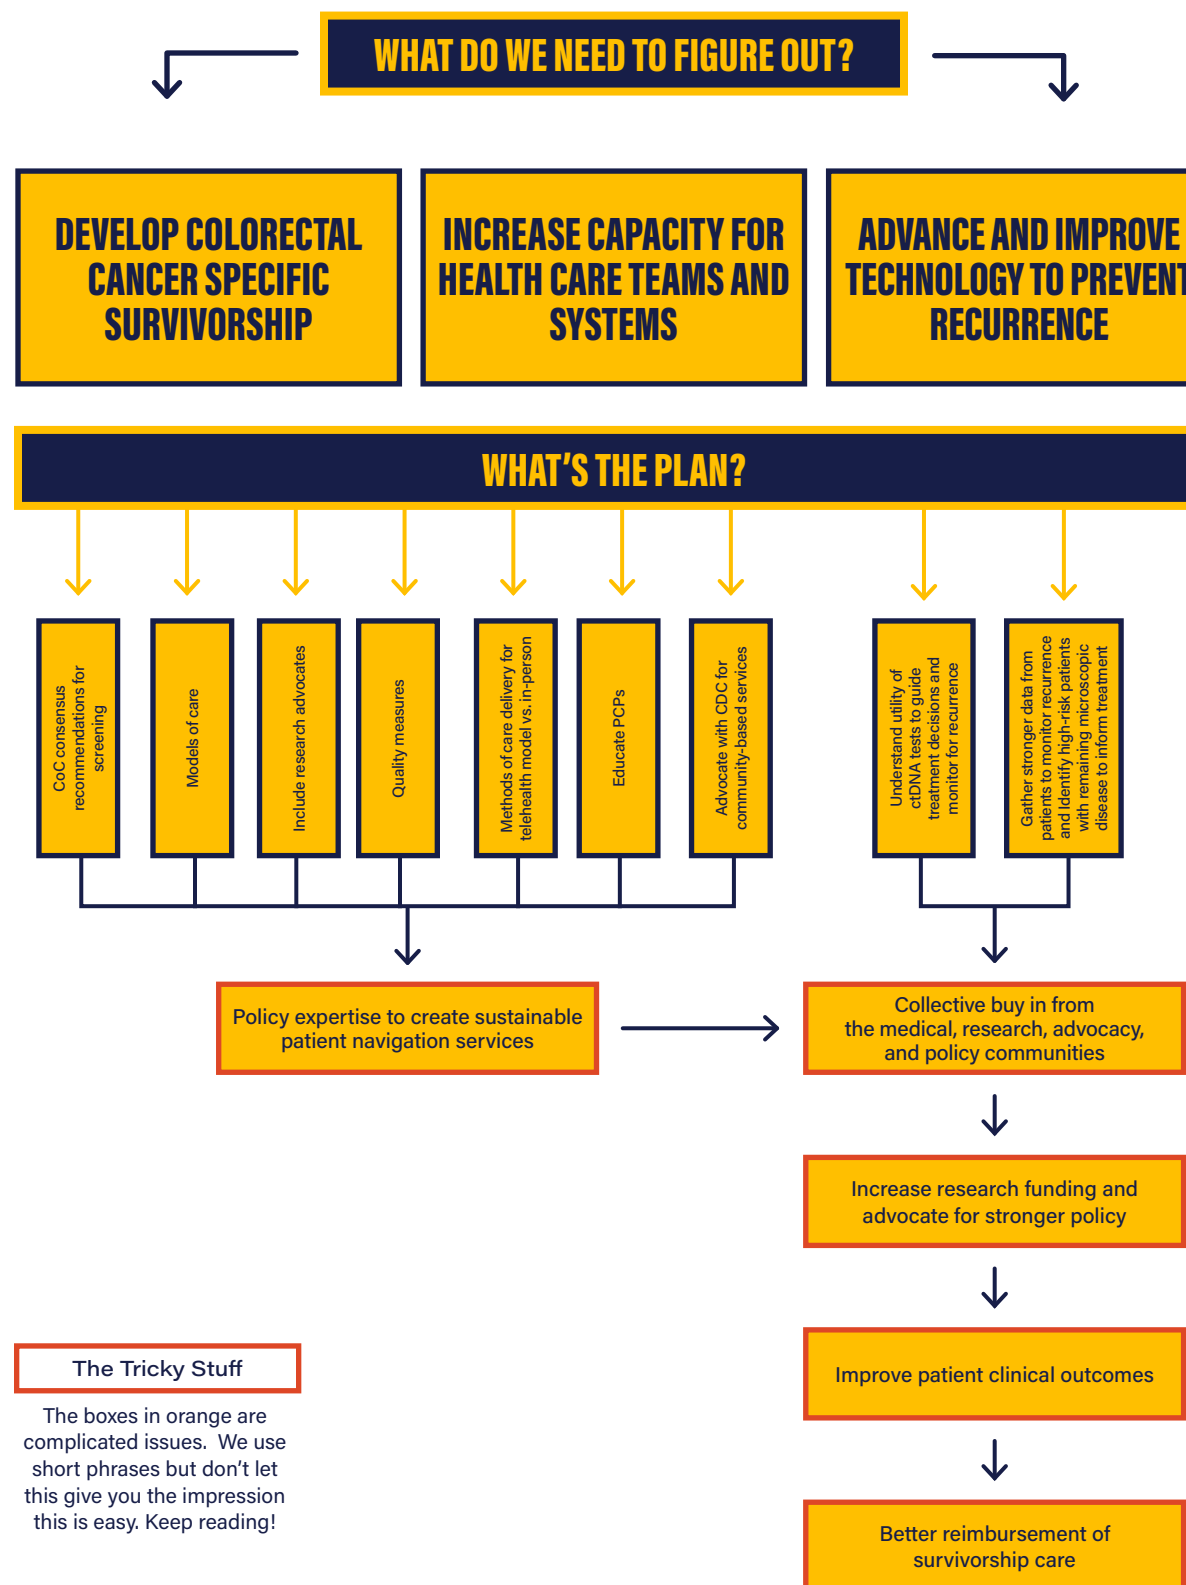 WHAT DO WE NEED TO FIGURE OUT?
DEVELOP COLORECTAL
CANCER SPECIFIC
SURVIVORSHIP
INCREASE CAPACITY FOR
HEALTH CARE TEAMS AND
SYSTEMS
ADVANCE AND IMPROVE
TECHNOLOGY TO PREVENT
RECURRENCE
WHAT'S THE PLAN?
CoC consensus
recommendations for
screening
Models of care
Include research advocates
Quality measures
Methods of care delivery for
telehealth model vs. in-person
Educate PCPs
Advocate with CDC for
community-based services
Understand utility of
ctDNA tests to guide
treatment decisions and
monitor for recurrence
Gather stronger data from
patients to monitor recurrence
and Identify high-risk patients
with remaining microscopic
disease to inform treatment
Policy expertise to create sustainable
patient navigation services
Collective buy in from
the medical, research, advocacy,
and policy communities
Increase research funding and
advocate for stronger policy
Improve patient clinical outcomes
Better reimbursement of
survivorship care
The Tricky Stuff
The boxes in orange are
complicated issues.  We use
short phrases but don't let
this give you the impression
this is easy. Keep reading!